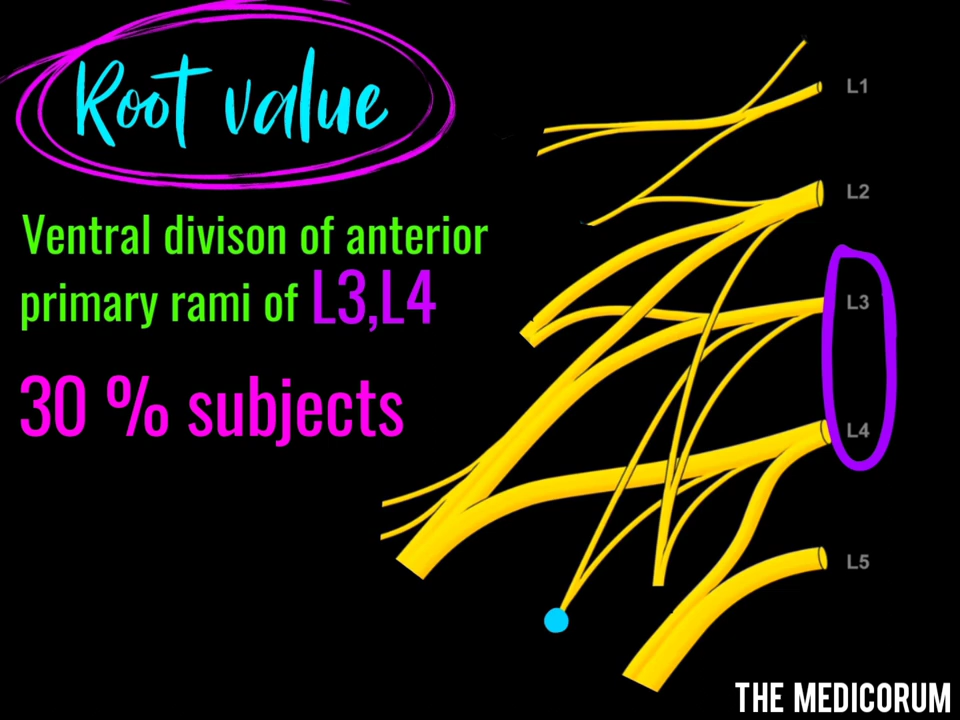 Root value
Ventral divison of anterior
primary rami of L3,L4
30 % subjects
L1
L2
L3
L4
L5
THE MEDICORUM